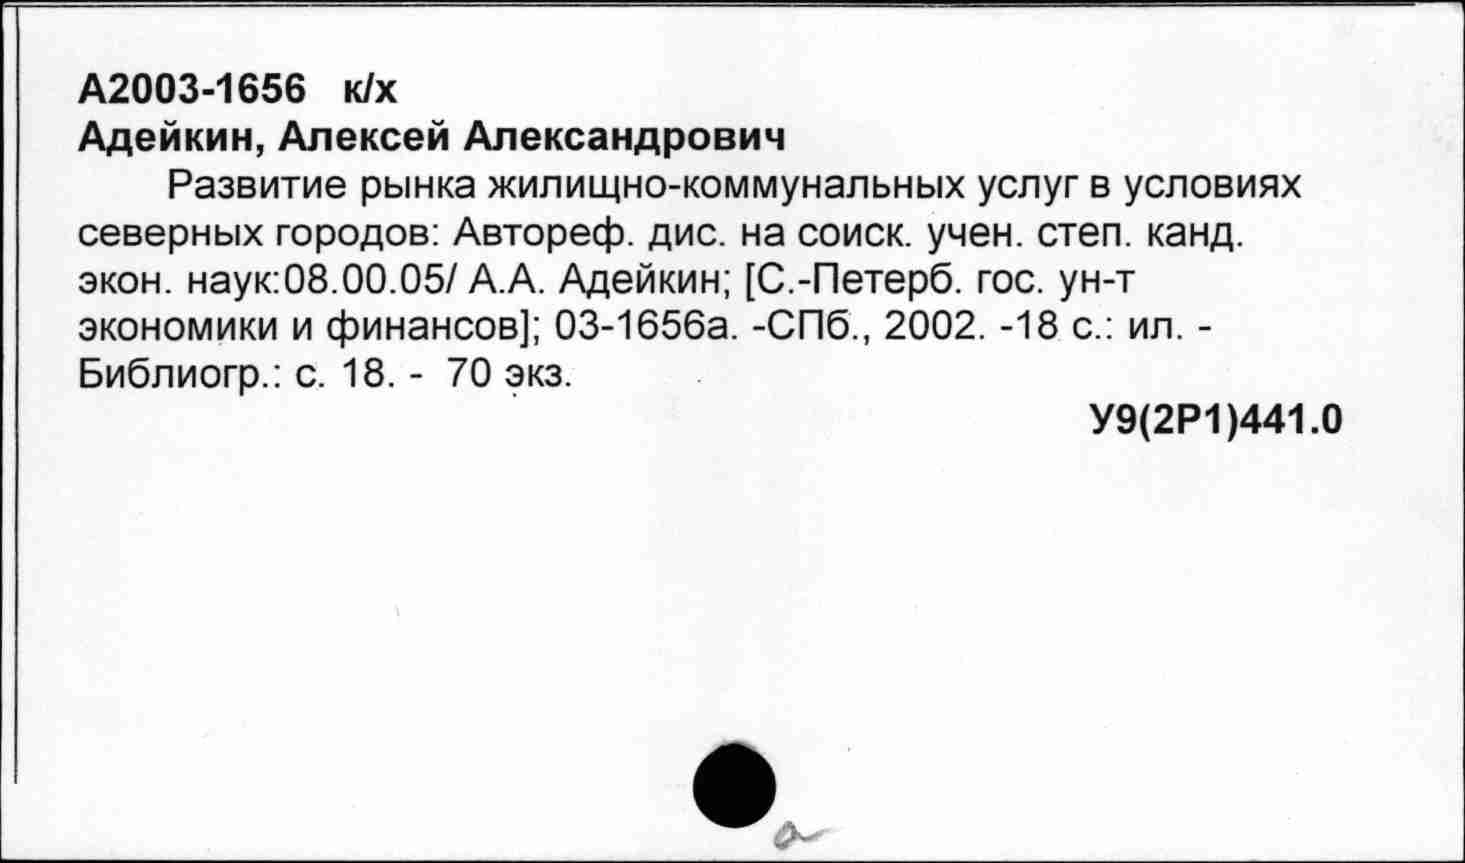 А2003-1656 к/х
Адейкин, Алексей Александрович
Развитие рынка жилищно-коммунальных услуг в условиях
северных городов: Автореф. дис. на соиск. учен. степ. канд.
экон. наук:08.00.05/ А.А. Адейкин; [С.-Петерб. гос. ун-т
экономики и финансов]; 03-1656а. -СПб., 2002. -18 с.: ил. -
Библиогр.: с. 18. - 70 экз.
У9(2Р1)441.0
а